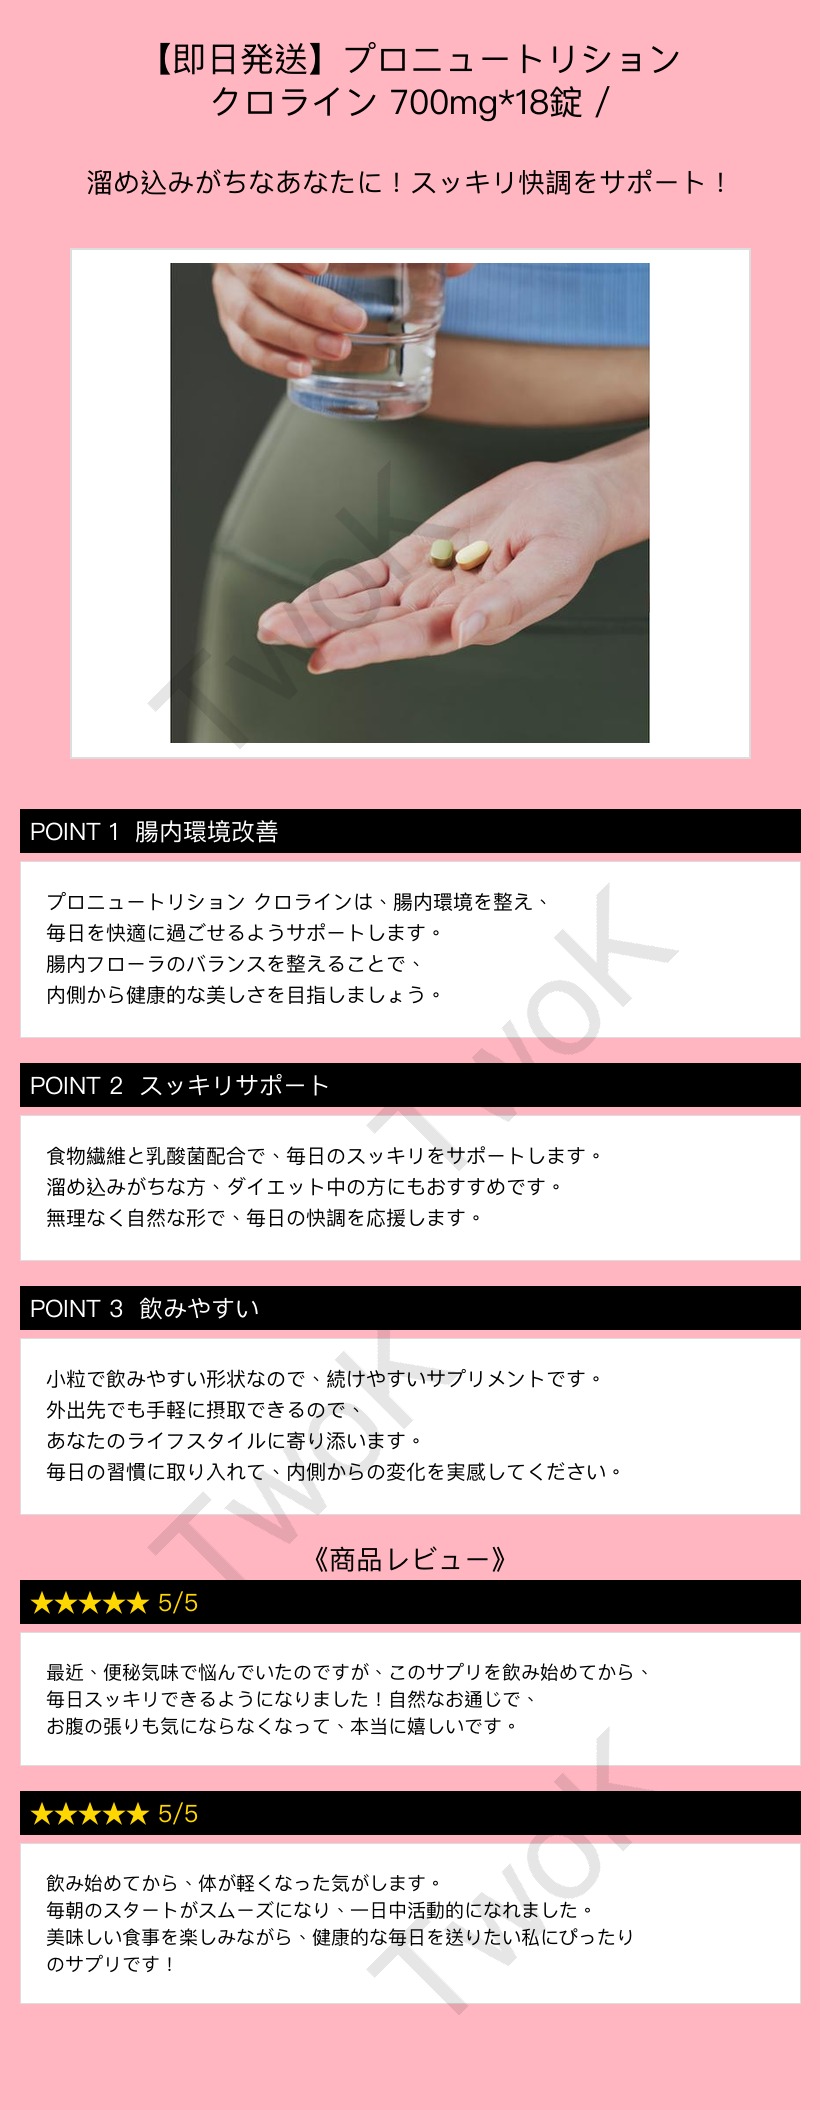 【即日発送】プロニュートリション
クロライン 700mg*18錠 /
溜め込みがちなあなたに！スッキリ快調をサポート！
TwoK
POINT 1 腸内環境改善
プロニュートリション クロラインは、腸内環境を整え、
毎日を快適に過ごせるようサポートします。
腸内フローラのバランスを整えることで、
内側から健康的な美しさを目指しましょう。
TwoK
POINT 2 スッキリサポート
食物繊維と乳酸菌配合で、毎日のスッキリをサポートします。
溜め込みがちな方、ダイエット中の方にもおすすめです。
無理なく自然な形で、毎日の快調を応援します。
POINT 3 飲みやすい
小粒で飲みやすい形状なので、続けやすいサプリメントです。
外出先でも手軽に摂取できるので、
あなたのライフスタイルに寄り添います。
毎日の習慣に取り入れて、内側からの変化を実感してください。
TwoK
《商品レビュー》
★★★★★ 5/5
最近、便秘気味で悩んでいたのですが、このサプリを飲み始めてから、
毎日スッキリできるようになりました！自然なお通じで、
お腹の張りも気にならなくなって、本当に嬉しいです。
★★★★★ 5/5
飲み始めてから、体が軽くなった気がします。
毎朝のスタートがスムーズになり、一日中活動的になれました。
美味しい食事を楽しみながら、健康的な毎日を送りたい私にぴったり
のサプリです！
TwoK